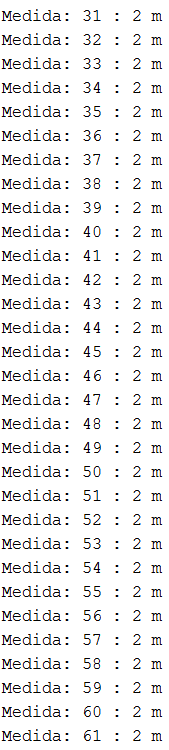 Medida: 31 : 2 m
Medida: 32 : 2 m
Medida: 33 : 2 m
Medida: 34 : 2 m
Medida: 35 : 2 m
Medida: 36 : 2 m
Medida: 37 : 2 m
Medida: 38 : 2 m
Medida: 39 : 2 m
Medida: 40 : 2 m
Medida: 41 : 2 m
Medida: 42 : 2 m
Medida: 43 : 2 m
Medida: 44 : 2 m
Medida: 45 : 2 m
Medida: 46 : 2 m
Medida: 47 : 2 m
Medida: 48 : 2 m
Medida: 49 : 2 m
Medida: 50 : 2 m
Medida: 51 : 2 m
Medida: 52 : 2 m
Medida: 53 : 2 m
Medida: 54 : 2 m
Medida: 55 : 2 m
Medida: 56 : 2 m
Medida: 57 : 2 m
Medida: 58 : 2 m
Medida: 59 : 2 m
Medida: 60 : 2 m
Medida: 61 : 2 m